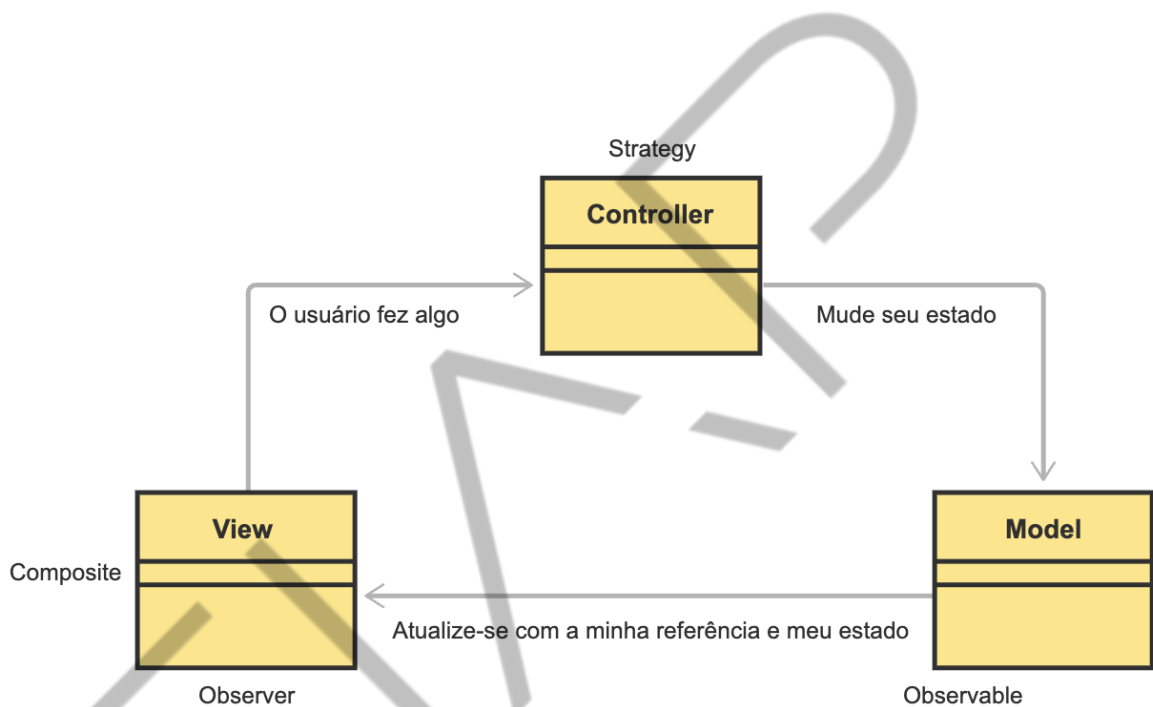 Strategy
Controller
O usuário fez algo
Mude seu estado
View
Model
Composite
Atualize-se com a minha referência e meu estado
Observer
Observable